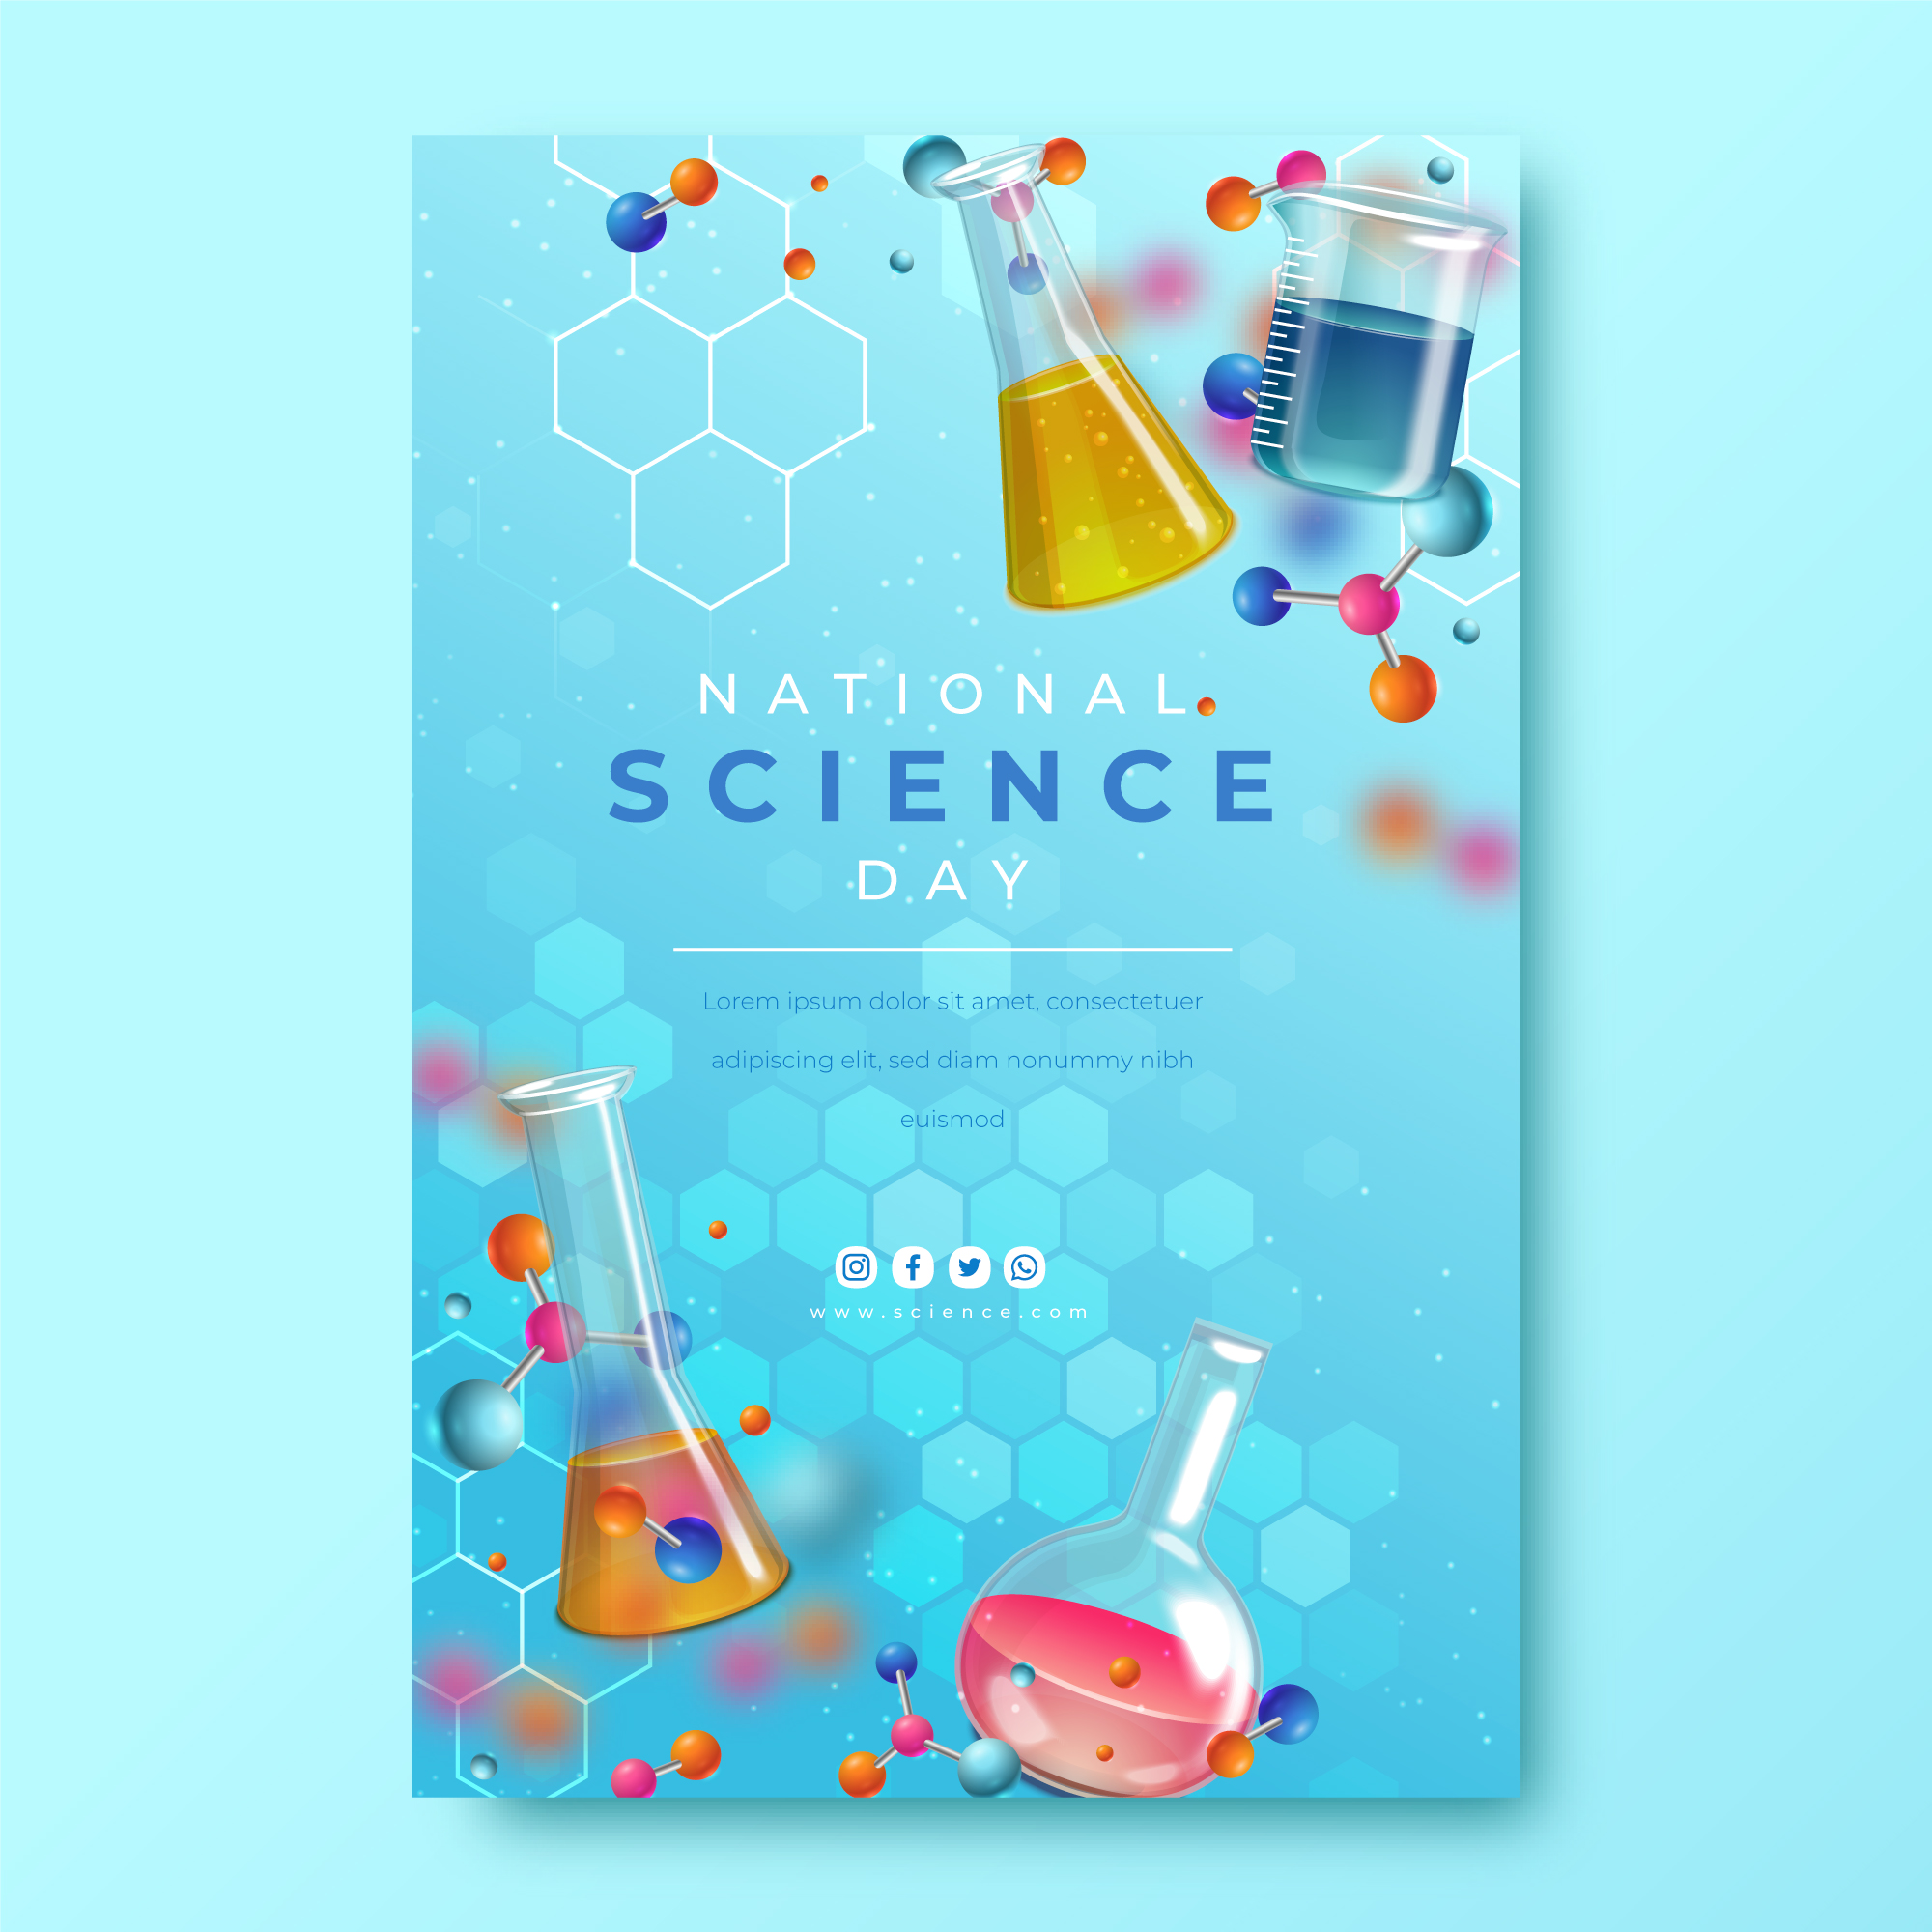 NATIONAL
SCIENCE
DAY
Lorem ipsum dolor sit amet, consectetuer
adipiscing elit, sed diam nonummy nibh
euismod
www.science.com